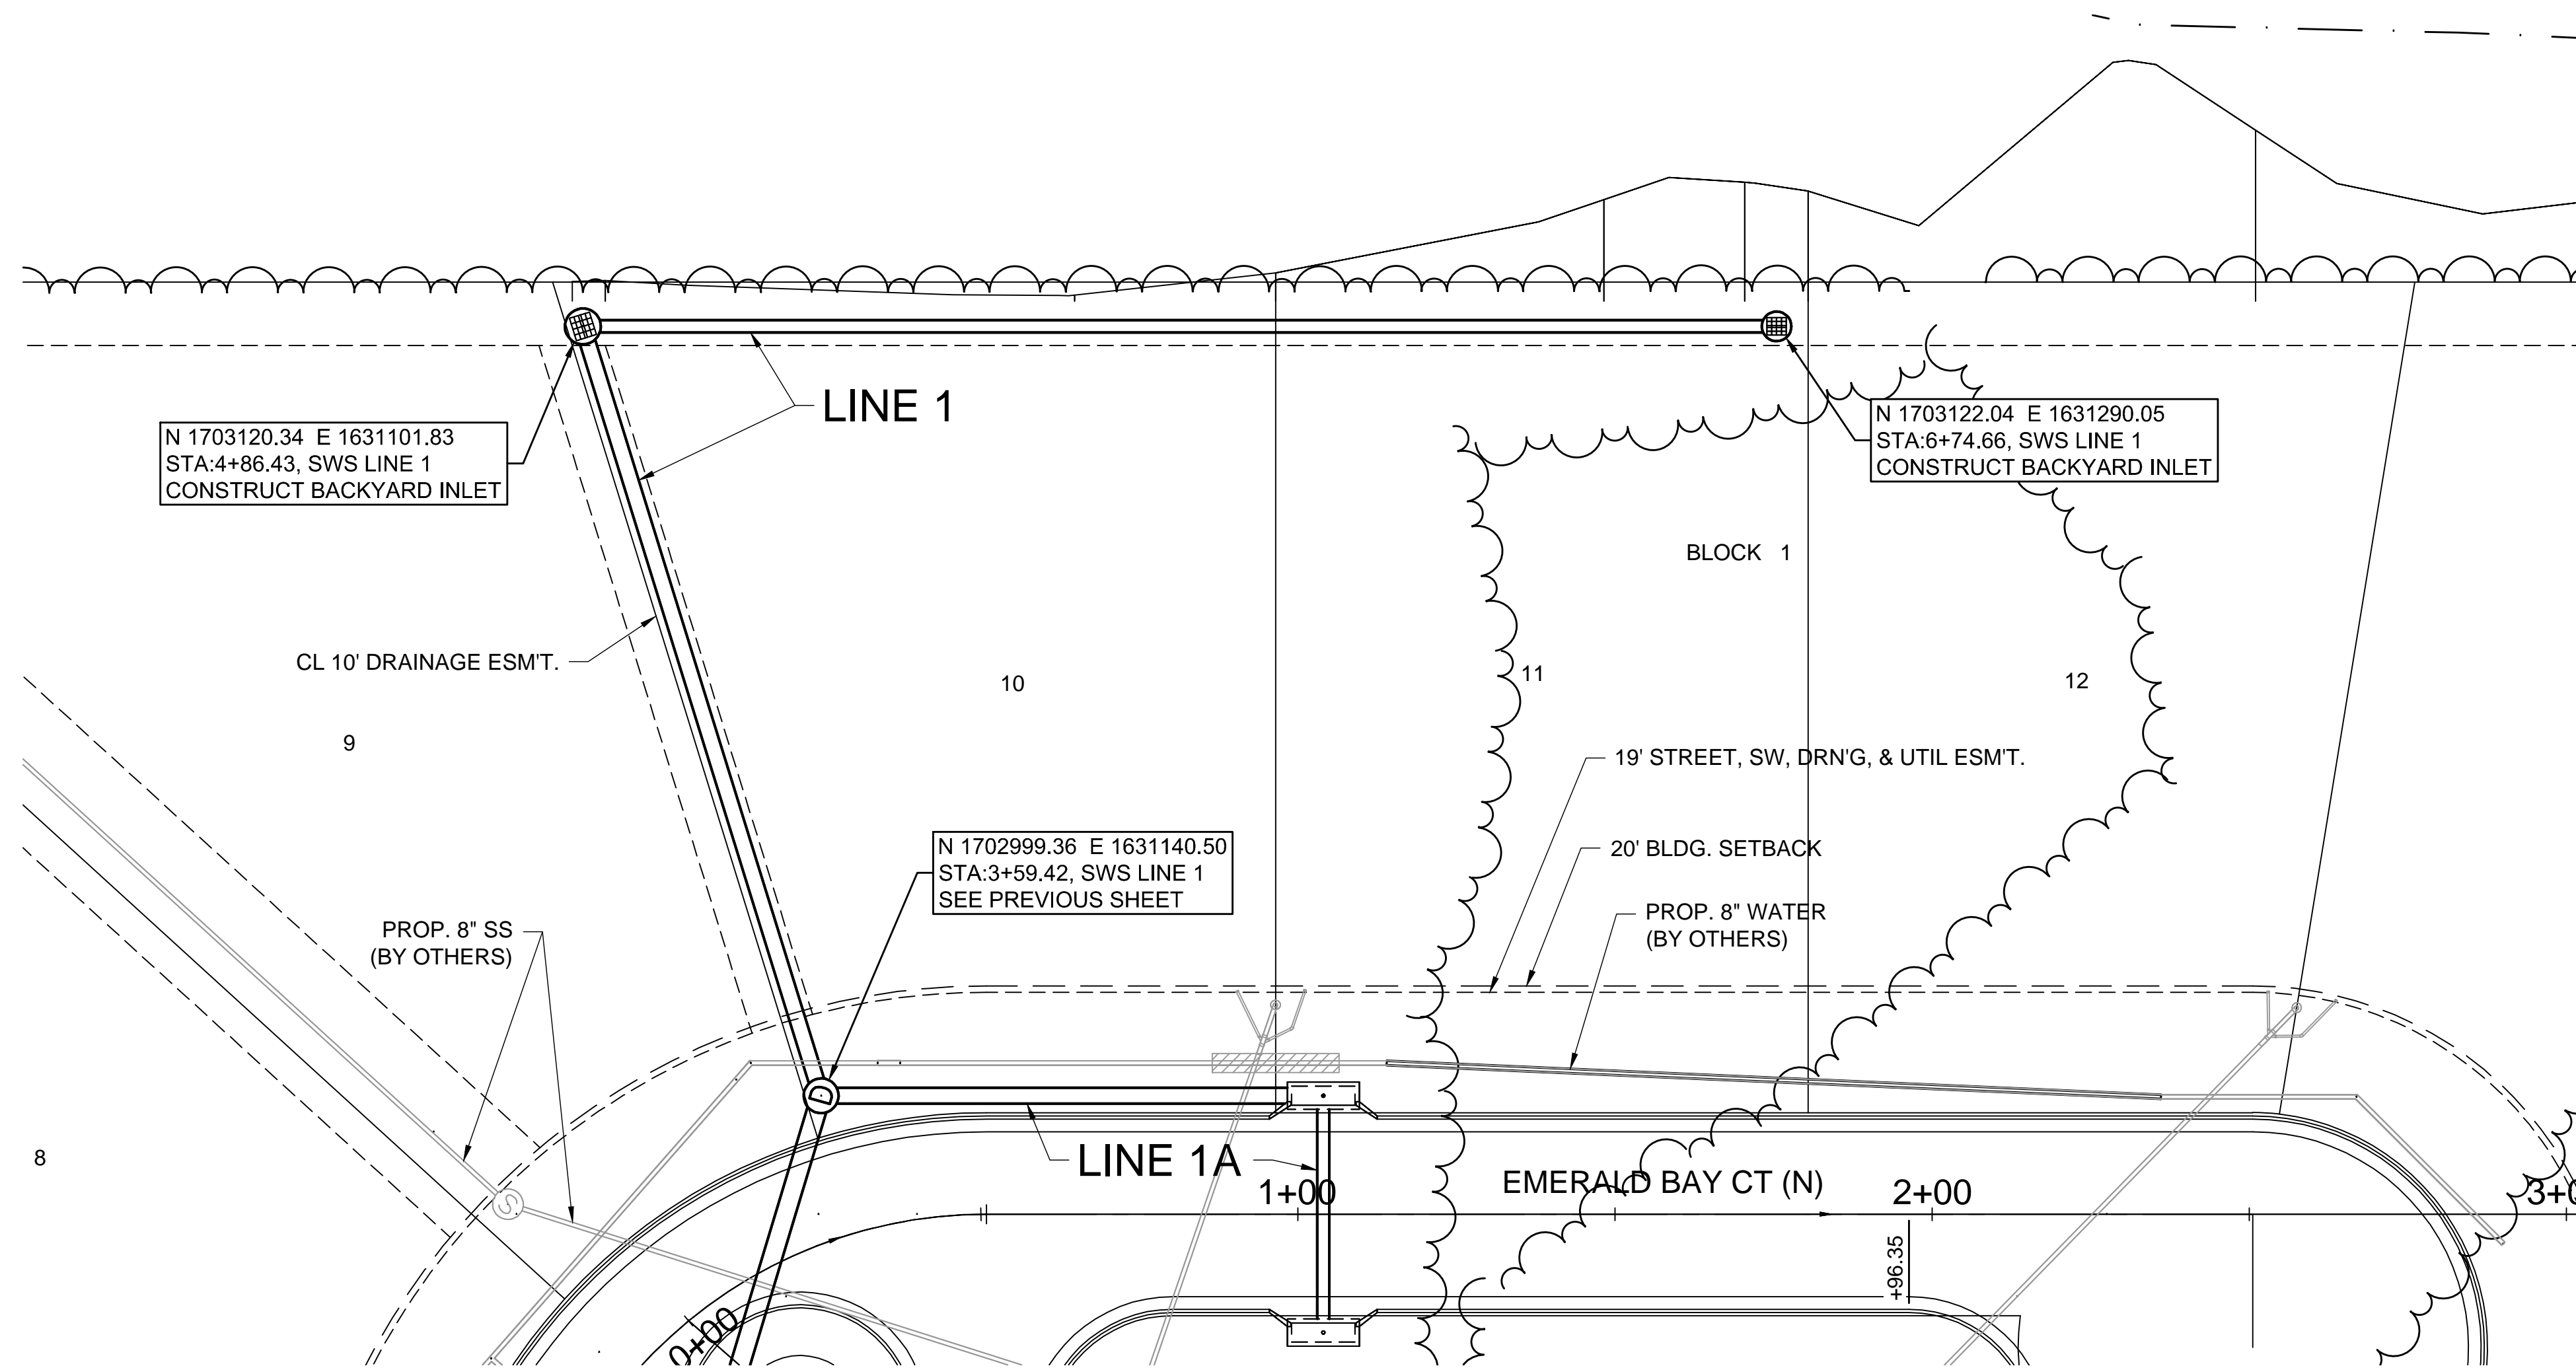 LINE 1
N 1703120.34 E 1631101.83
STA:4+86.43, SWS LINE 1
CONSTRUCT BACKYARD INLET
N 1703122.04 E 1631290.05
STA:6+74.66, SWS LINE 1
CONSTRUCT BACKYARD INLET
BLOCK 1
CL 10' DRAINAGE ESM'T.
10
11
12
9
19' STREET, SW, DRN'G, & UTIL ESM'T.
N 1702999.36 E 1631140.50
STA:3+59.42, SWS LINE 1
SEE PREVIOUS SHEET
20' BLDG. SETBACK
PROP. 8" SS
(BY OTHERS)
PROP. 8" WATER
(BY OTHERS)
D
8
LINE 1A
EMERALD BAY CT (N)
S
1+00
2+00
+96.35
0+00